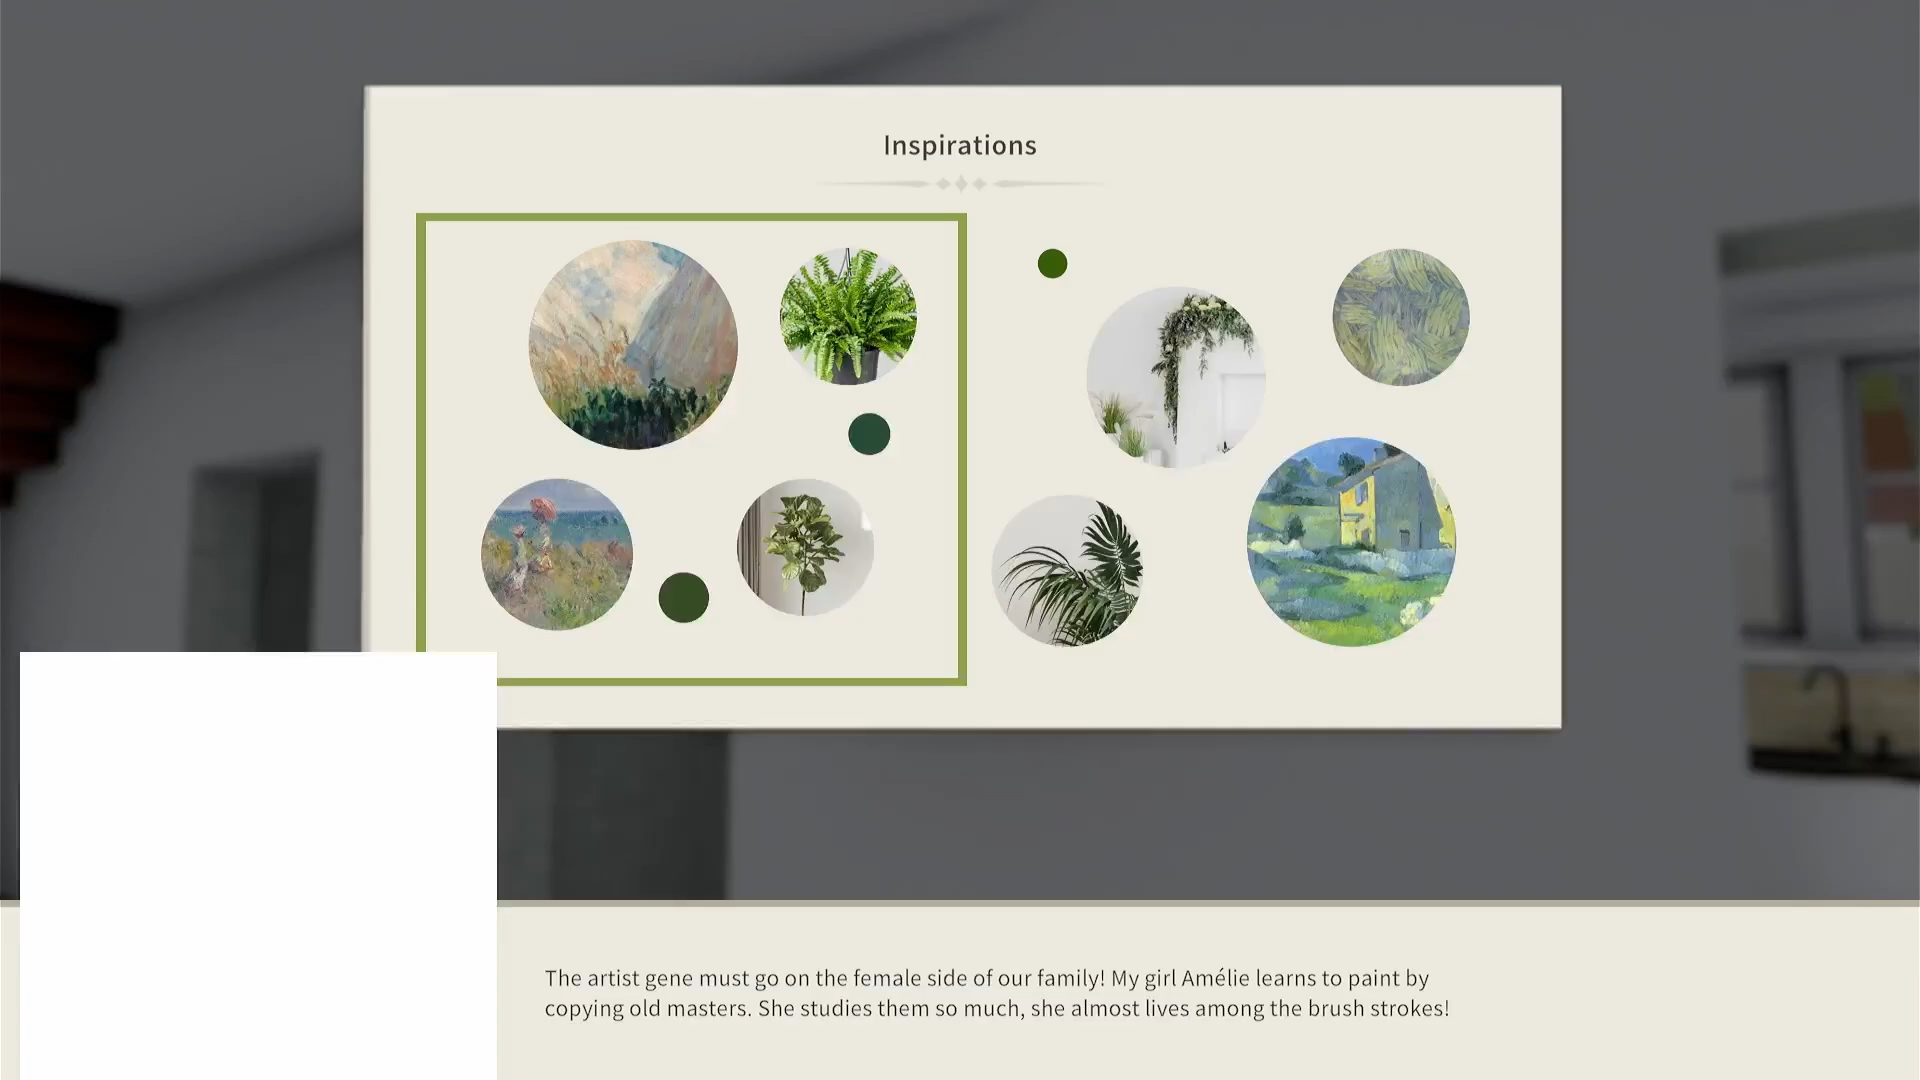 Inspirations
The artist gene must go on the female side of our family! My girl Amélie learns to paint by
copying old masters. She studies them so much, she almost lives among the brush strokes!